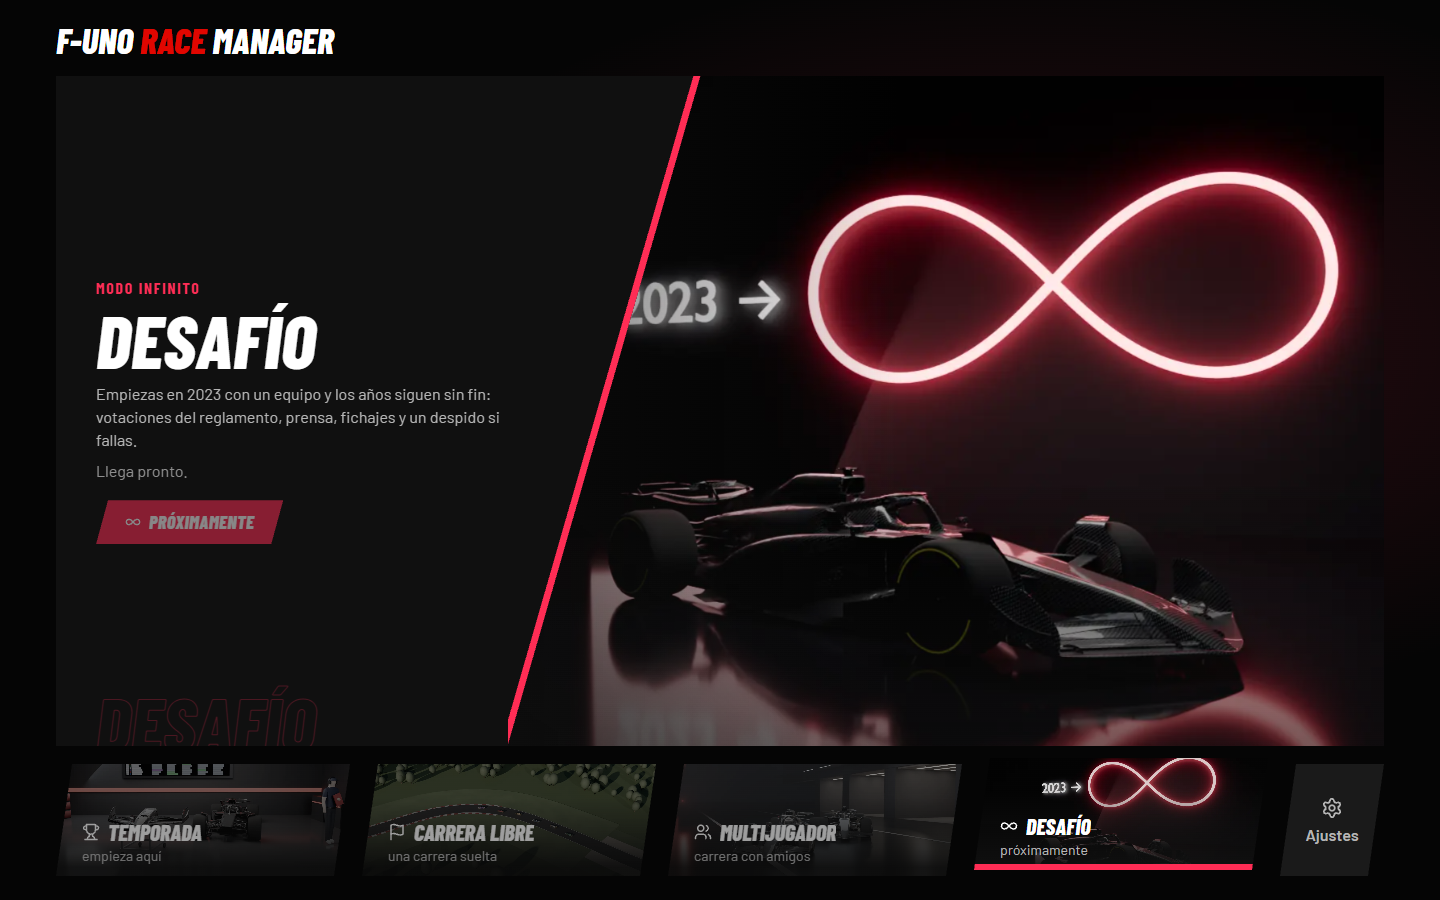 F-UNO RACE MANAGER
MODO INFINITO
DESAFÍO
Empiezas en 2023 con un equipo y los años siguen sin fin:
votaciones del reglamento, prensa, fichajes y un despido si
fallas.
Llega pronto.
∞ PRÓXIMAMENTE
2023 →
DESAFÍO
TEMPORADA
empieza aquí
CARRERA LIBRE
una carrera suelta
MULTIJUGADOR
carrera con amigos
2023 →
∞ DESAFÍO
próximamente
Ajustes